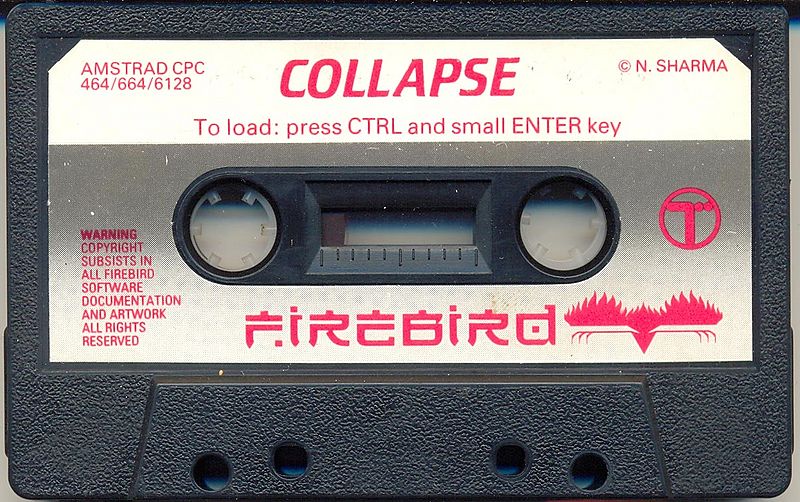 AMSTRAD CPC
464/664/6128
COLLAPSE
© N. SHARMA
To load: press CTRL and small ENTER key
WARNING
COPYRIGHT
SUBSISTS IN
ALL FIREBIRD
SOFTWARE
DOCUMENTATION
AND ARTWORK
ALL RIGHTS
RESERVED
FIREBIRD